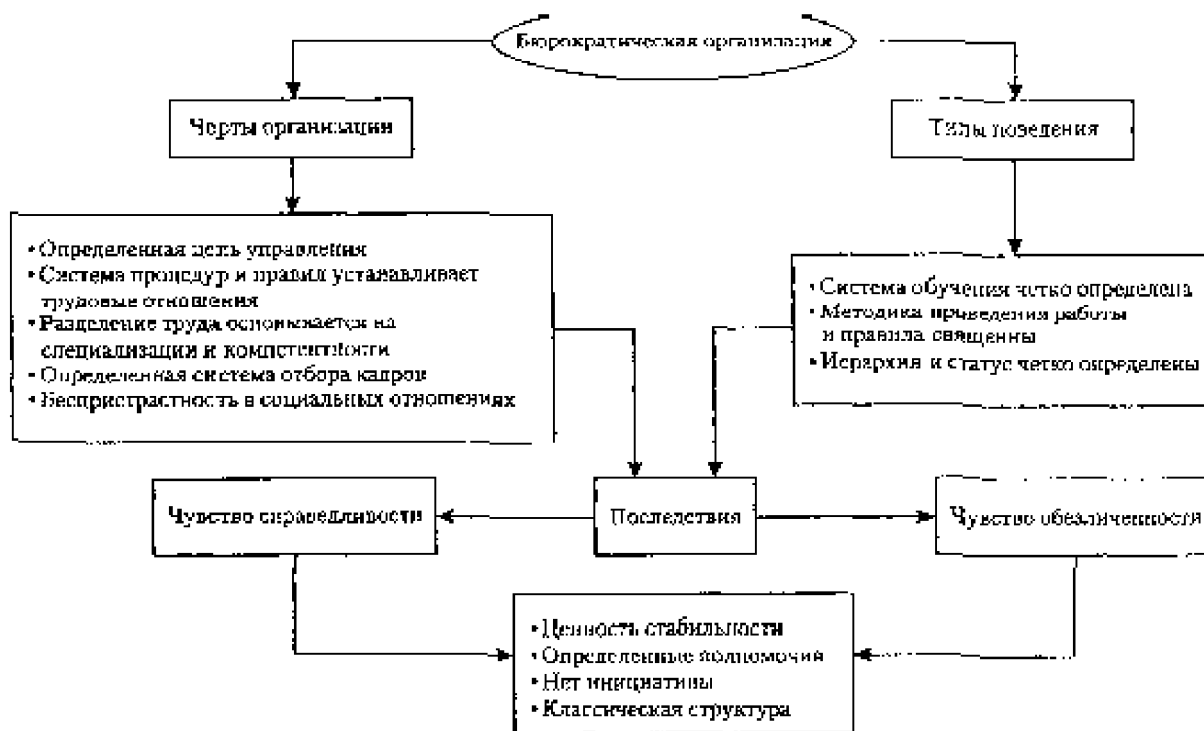 Бюрократическая организация
Черты организации
Типы поведения
• Определенная цель управления
• Система процедур и правил устанавливает
трудовые отношения
• Разделение труда основывается на
специализации и компетентности
• Определенная система отбора кадров
• Беспристрастность в социальных отношениях
• Система обучения четко определена
• Методика проведения работы
и правила священны
• Иерархия и статус четко определены
Чувство справедливости
Последствия
Чувство обезличенности
• Ценность стабильности
• Определенные полномочия
• Нет инициативы
• Классическая структура